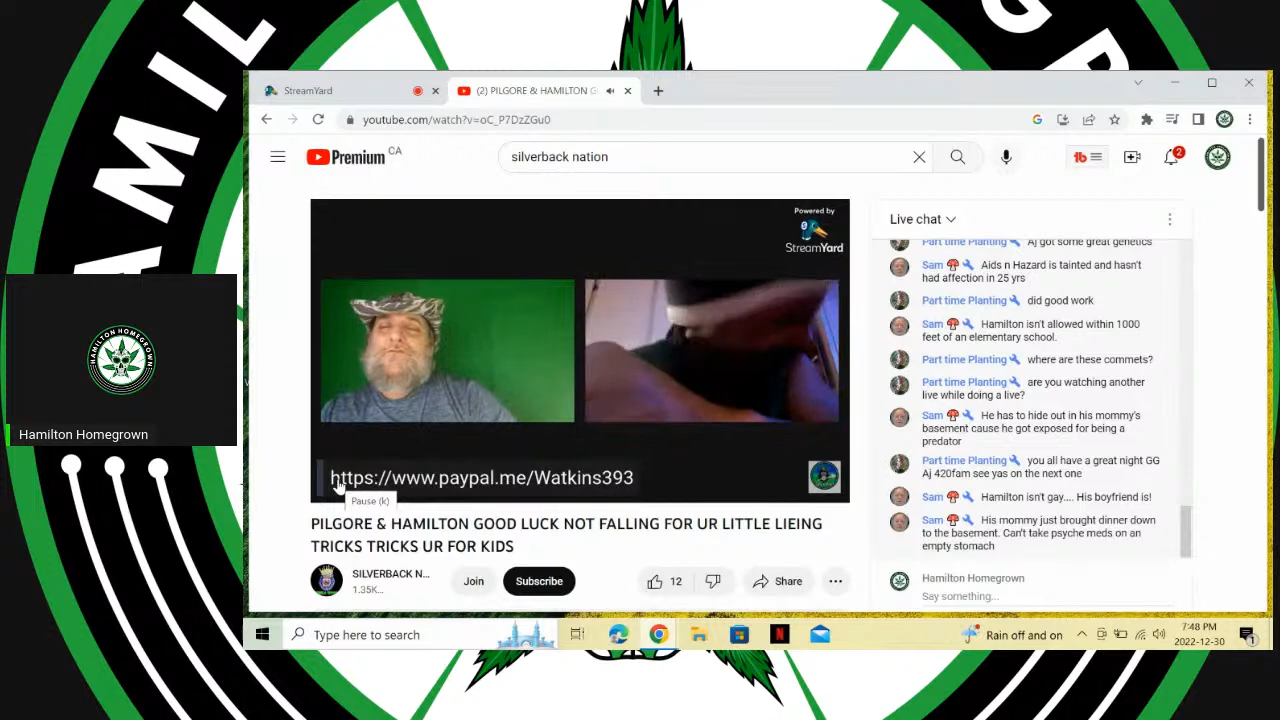 AMIL
GR
StreamYard
(2) PILGORE & HAMILTON G
youtube.com/watch?v=oC_P7DzZGu0
Premium CA
silverback nation
2
Powered by
StreamYard
https://www.paypal.me/Watkins393
Pause (k)
PILGORE & HAMILTON GOOD LUCK NOT FALLING FOR UR LITTLE LIEING
TRICKS TRICKS UR FOR KIDS
SILVERBACK N...
1.35K...
Join
Subscribe
12
Share
Live chat
Part time Planting Aj got some great genetics
Sam Aids n Hazard is tainted and hasn't
had affection in 25 yrs
Part time Planting did good work
Sam Hamilton isn't allowed within 1000
feet of an elementary school.
Part time Planting where are these commets?
Part time Planting are you watching another
live while doing a live?
Sam He has to hide out in his mommy's
basement cause he got exposed for being a
predator
Part time Planting you all have a great night GG
Aj 420fam see yas on the next one
Sam Hamilton isn't gay.... His boyfriend is!
Sam His mommy just brought dinner down
to the basement. Can't take psyche meds on an
empty stomach
Hamilton Homegrown
Say something...
HAMILTON HOMEGROWN
Hamilton Homegrown
Type here to search
Rain off and on
7:48 PM
2022-12-30
1